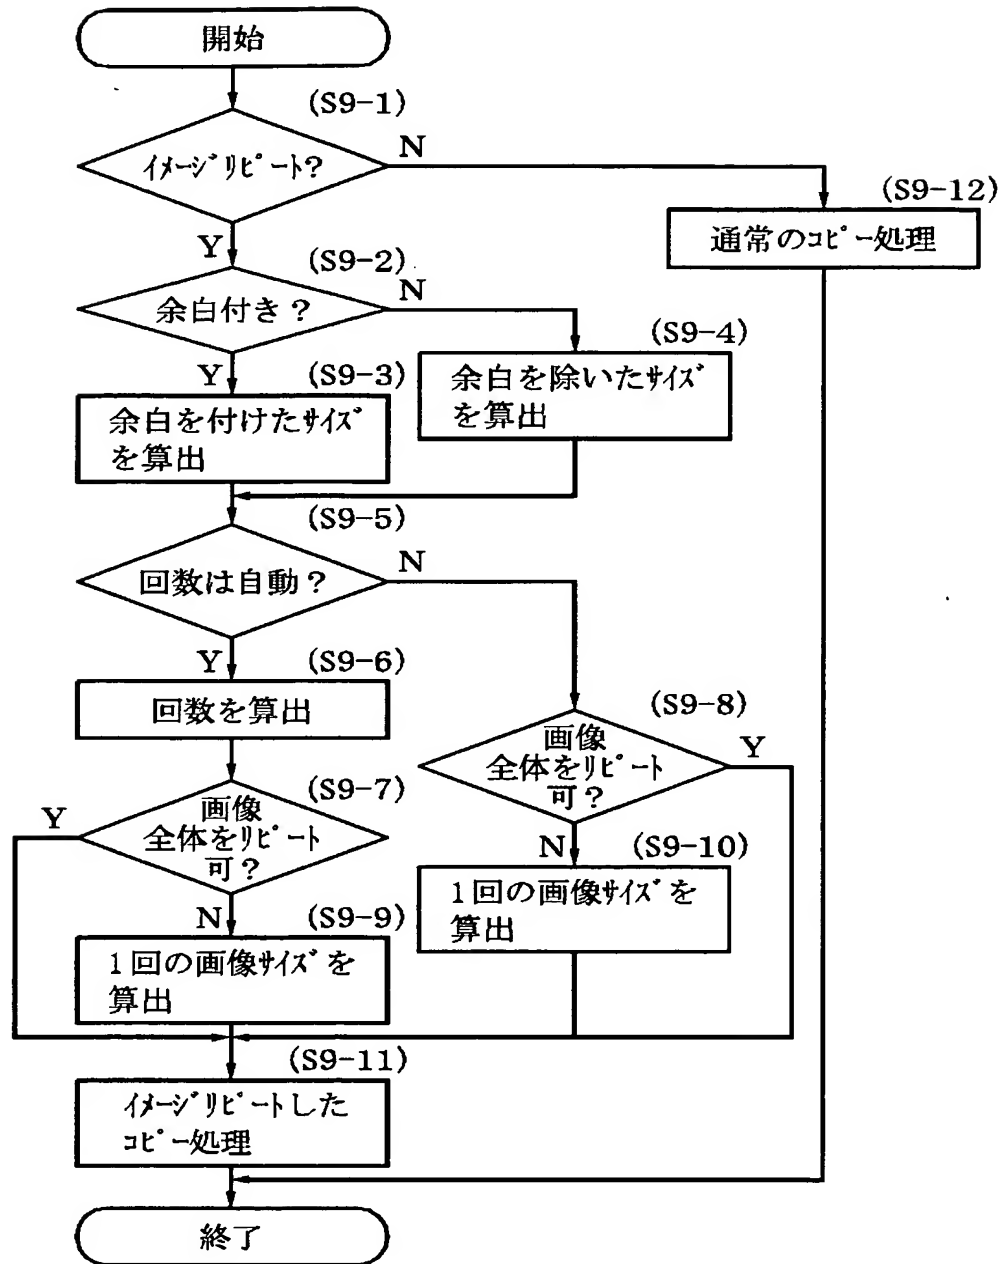 開始
(S9-1)
ｲﾒｰｼﾞﾘﾋﾟｰﾄ?
N
(S9-12)
通常のｺﾋﾟｰ処理
Y
(S9-2)
余白付き?
N
(S9-4)
余白を除いたｻｲｽﾞ
を算出
Y
(S9-3)
余白を付けたｻｲｽﾞ
を算出
(S9-5)
回数は自動?
N
Y
(S9-6)
回数を算出
(S9-8)
画像
全体をﾘﾋﾟｰﾄ
可?
Y
(S9-7)
画像
全体をﾘﾋﾟｰﾄ
可?
Y
N
(S9-10)
1回の画像ｻｲｽﾞを
算出
N
(S9-9)
1回の画像ｻｲｽﾞを
算出
(S9-11)
ｲﾒｰｼﾞﾘﾋﾟｰﾄした
ｺﾋﾟｰ処理
終了